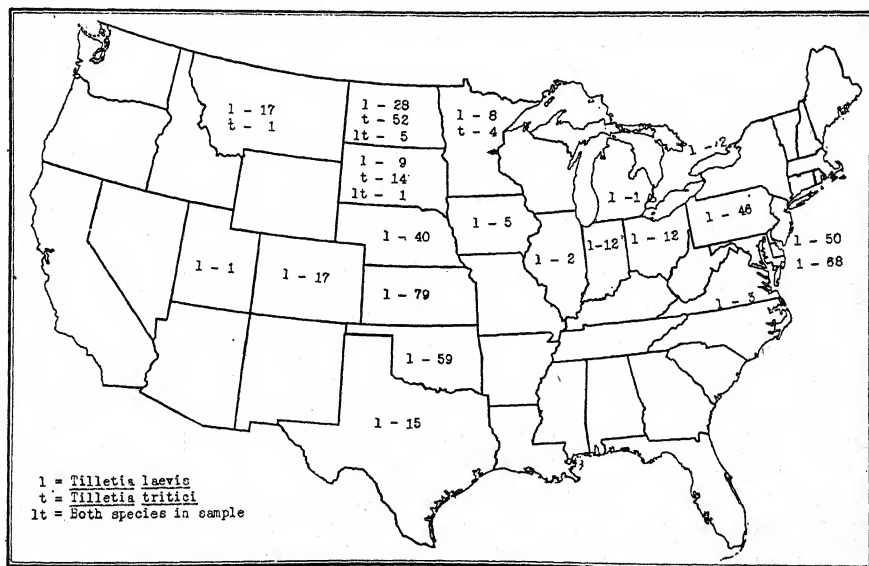 l - 17
t - 1
l - 28
t - 52
lt - 5
l - 8
t - 4
l - 9
t - 14
lt - 1
l - 2
l -1
l - 5
l - 46
l - 40
l - 2
l-12
l - 12
l - 50
l - 68
l - 1
l - 17
l - 79
l - 3
l - 59
l - 15
l = Tilletia laevis
t = Tilletia tritici
lt = Both species in sample